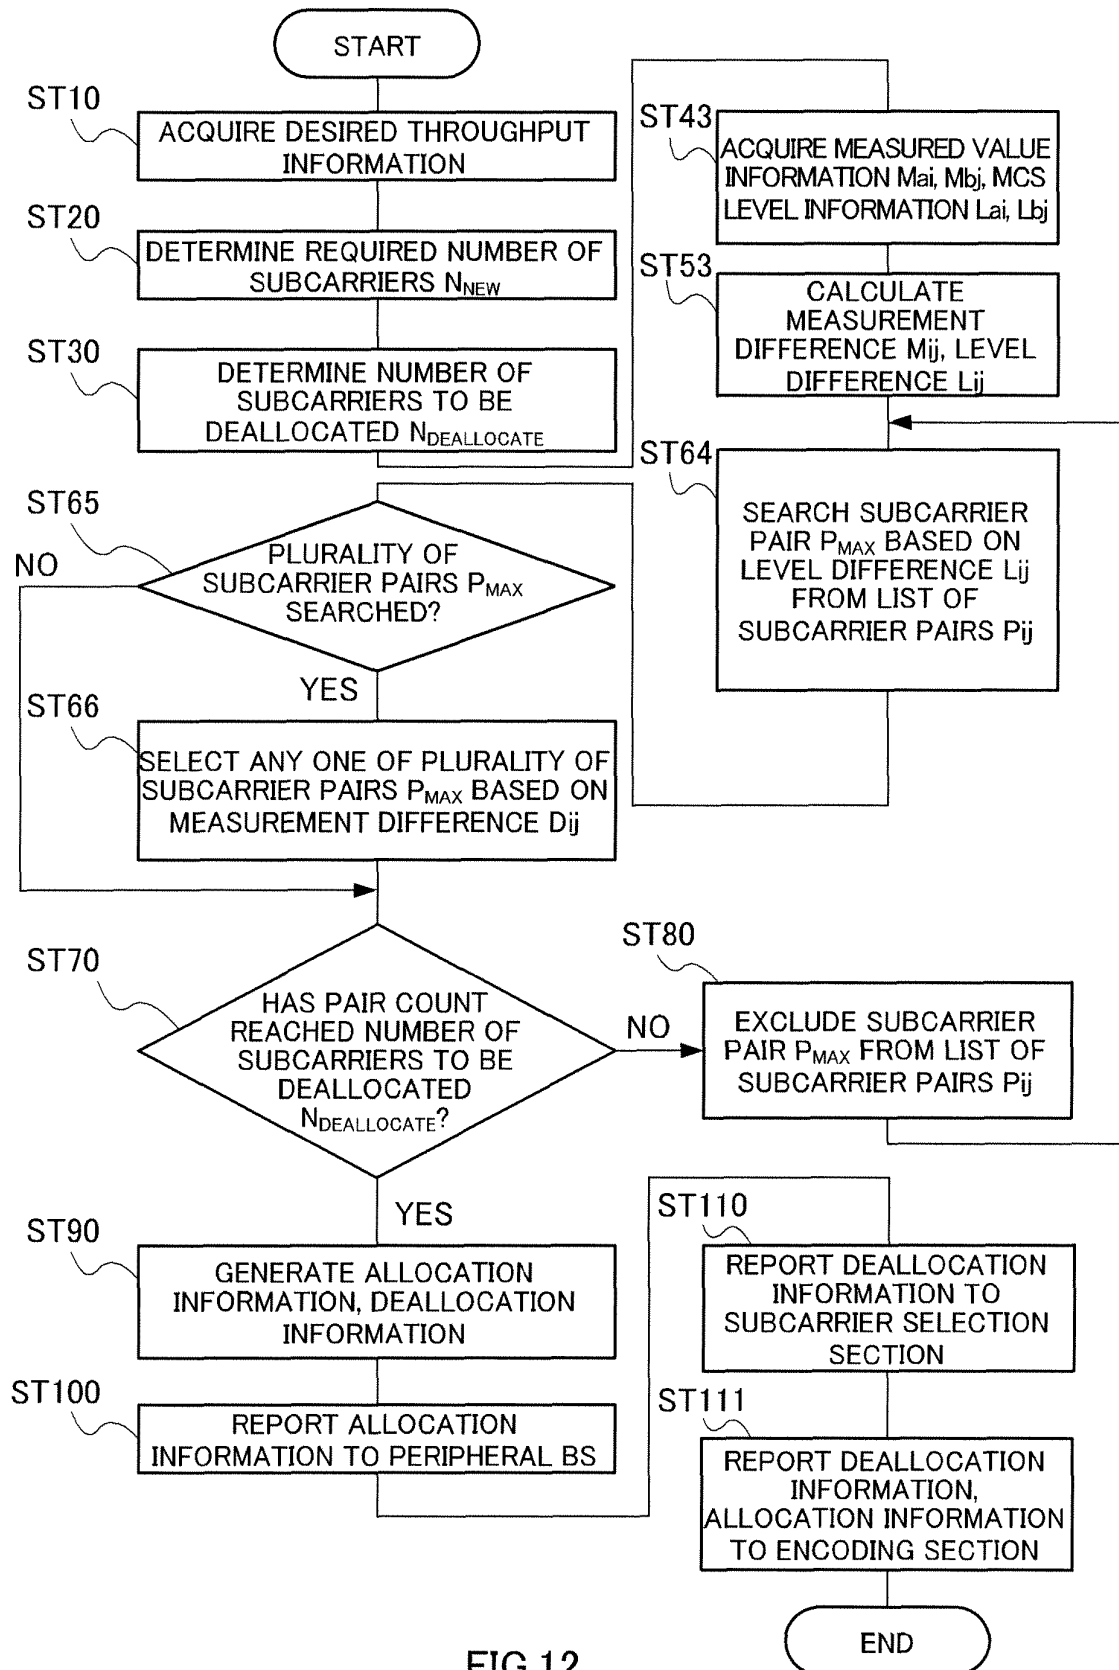 START
ST10
ACQUIRE DESIRED THROUGHPUT
INFORMATION
ST20
DETERMINE REQUIRED NUMBER OF
SUBCARRIERS NNEW
ST30
DETERMINE NUMBER OF
SUBCARRIERS TO BE
DEALLOCATED NDEALLOCATE
ST43
ACQUIRE MEASURED VALUE
INFORMATION Mai, Mbj, MCS
LEVEL INFORMATION Lai, Lbj
ST53
CALCULATE
MEASUREMENT
DIFFERENCE Mij, LEVEL
DIFFERENCE Lij
ST64
SEARCH SUBCARRIER
PAIR PMAX BASED ON
LEVEL DIFFERENCE Lij
FROM LIST OF
SUBCARRIER PAIRS Pij
ST65
NO
PLURALITY OF
SUBCARRIER PAIRS PMAX
SEARCHED?
YES
ST66
SELECT ANY ONE OF PLURALITY OF
SUBCARRIER PAIRS PMAX BASED ON
MEASUREMENT DIFFERENCE Dij
ST70
HAS PAIR COUNT
REACHED NUMBER OF
SUBCARRIERS TO BE
DEALLOCATED
NDEALLOCATE?
NO
ST80
EXCLUDE SUBCARRIER
PAIR PMAX FROM LIST OF
SUBCARRIER PAIRS Pij
YES
ST90
GENERATE ALLOCATION
INFORMATION, DEALLOCATION
INFORMATION
ST100
REPORT ALLOCATION
INFORMATION TO PERIPHERAL BS
ST110
REPORT DEALLOCATION
INFORMATION TO
SUBCARRIER SELECTION
SECTION
ST111
REPORT DEALLOCATION
INFORMATION,
ALLOCATION INFORMATION
TO ENCODING SECTION
END
FIG.12